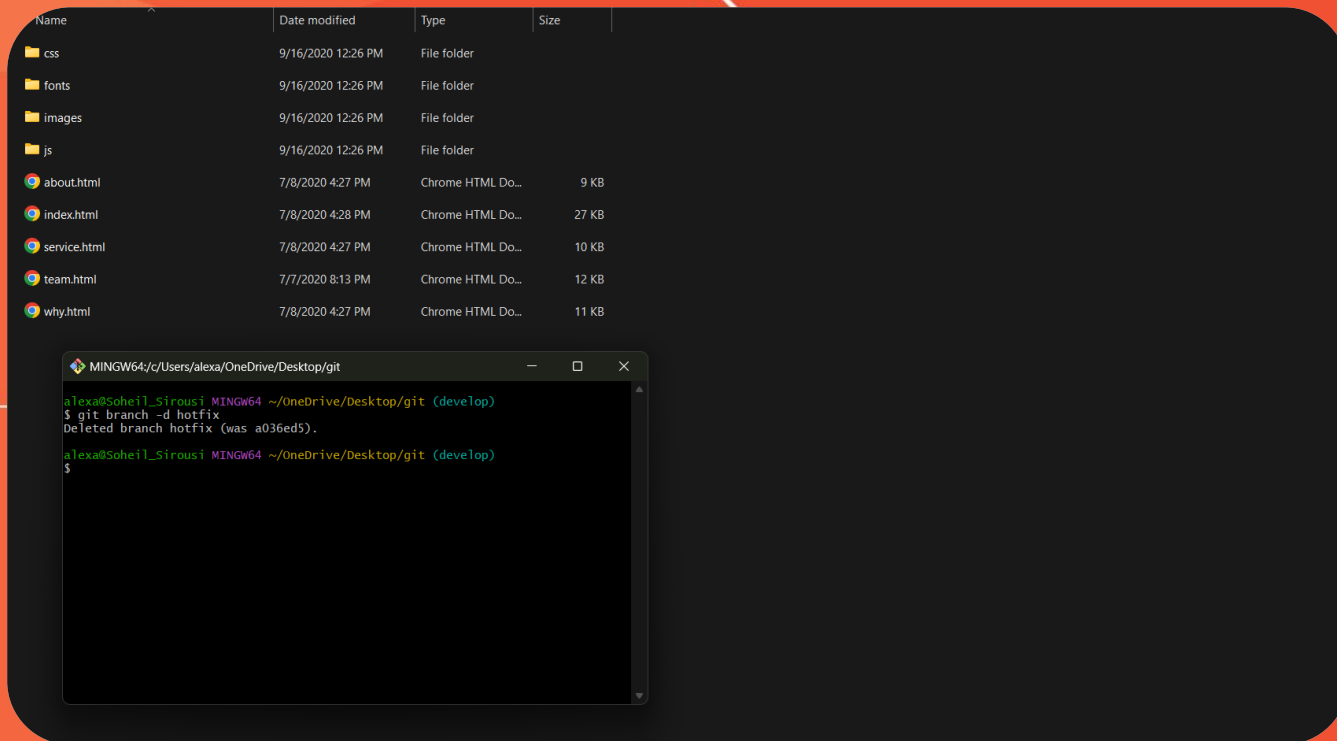 Name Date modified Type Size
css 9/16/2020 12:26 PM File folder
fonts 9/16/2020 12:26 PM File folder
images 9/16/2020 12:26 PM File folder
js 9/16/2020 12:26 PM File folder
about.html 7/8/2020 4:27 PM Chrome HTML Do... 9 KB
index.html 7/8/2020 4:28 PM Chrome HTML Do... 27 KB
service.html 7/8/2020 4:27 PM Chrome HTML Do... 10 KB
team.html 7/7/2020 8:13 PM Chrome HTML Do... 12 KB
why.html 7/8/2020 4:27 PM Chrome HTML Do... 11 KB
MINGW64:/c/Users/alexa/OneDrive/Desktop/git
alexa@Soheil_Sirousi MINGW64 ~/OneDrive/Desktop/git (develop)
$ git branch -d hotfix
Deleted branch hotfix (was a036ed5).
alexa@Soheil_Sirousi MINGW64 ~/OneDrive/Desktop/git (develop)
$